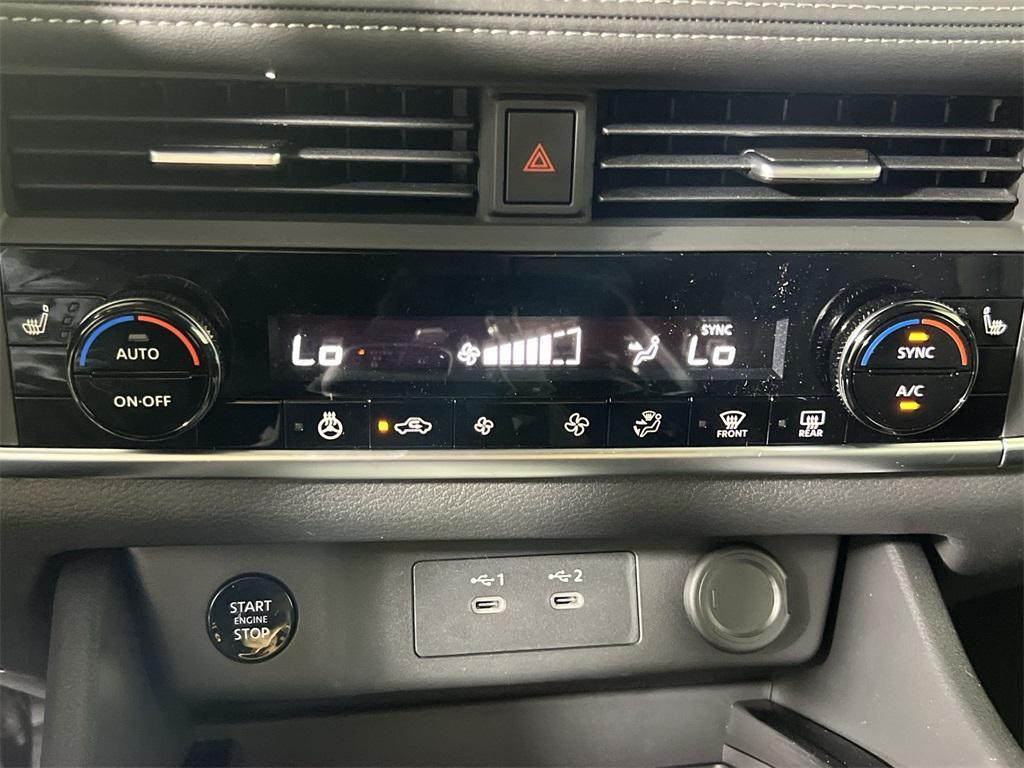 AUTO
ON·OFF
Lo
SYNC
Lo
SYNC
A/C
FRONT
REAR
START
ENGINE
STOP
1
2